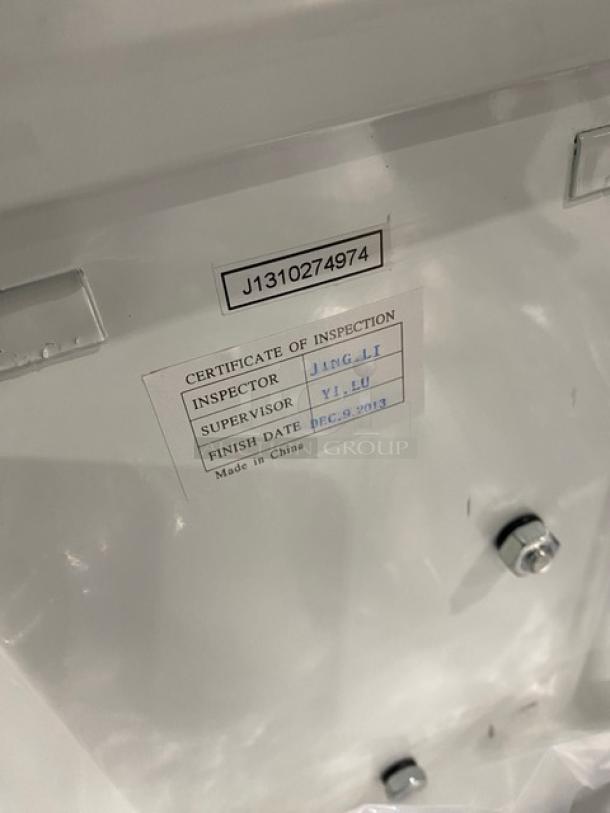 J1310274974
CERTIFICATE OF INSPECTION
INSPECTOR JING.LI
SUPERVISOR YI.LU
FINISH DATE DEC.9.2013
Made in China
GROUP